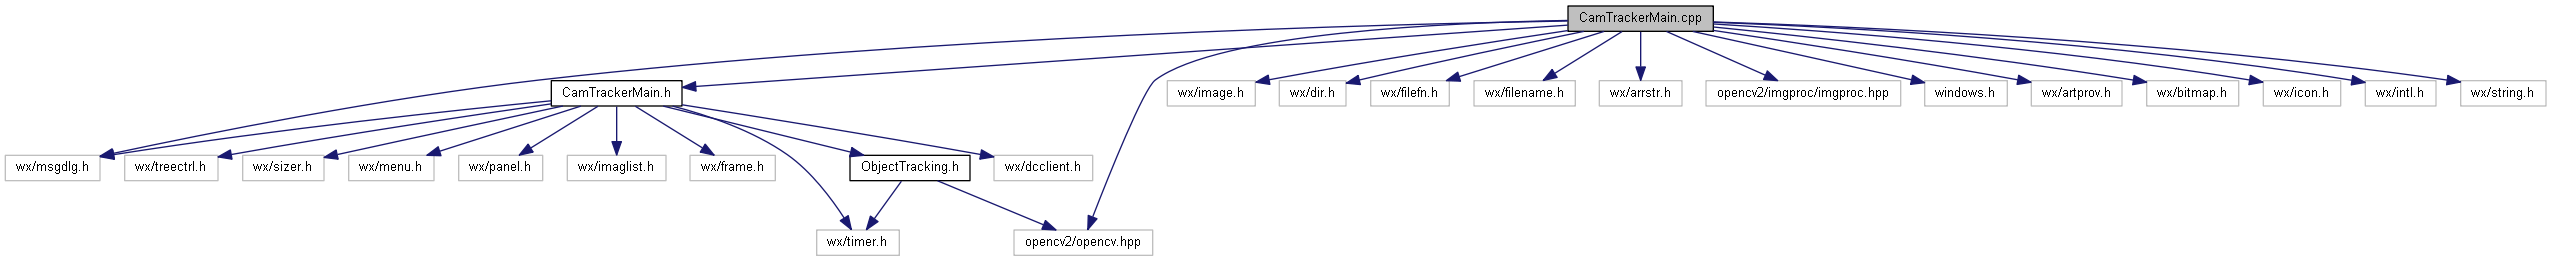 CamTrackerMain.cpp
CamTrackerMain.h
wx/image.h
wx/dir.h
wx/filefn.h
wx/filename.h
wx/arrstr.h
opencv2/imgproc/imgproc.hpp
windows.h
wx/artprov.h
wx/bitmap.h
wx/icon.h
wx/intl.h
wx/string.h
wx/msgdlg.h
wx/treectrl.h
wx/sizer.h
wx/menu.h
wx/panel.h
wx/imaglist.h
wx/frame.h
ObjectTracking.h
wx/dcclient.h
wx/timer.h
opencv2/opencv.hpp